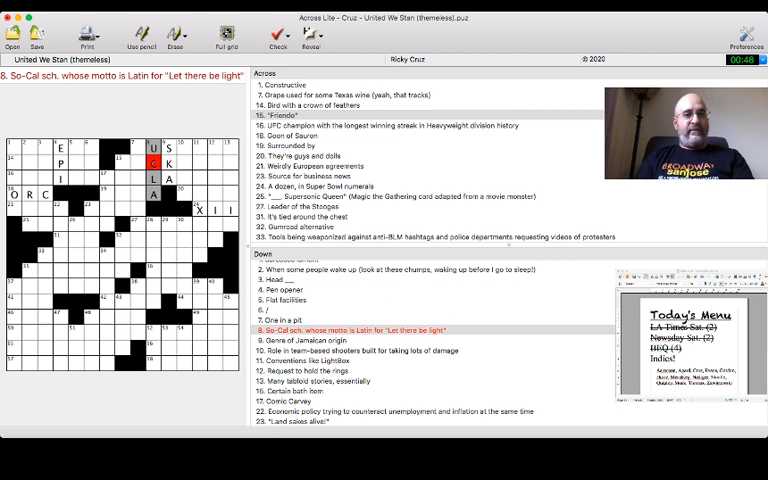 Across Lite - Cruz - United We Stan (themeless).puz
Open Save Print Use pencil Erase Full grid Check Reveal Preferences
United We Stan (themeless) Ricky Cruz © 2020 00:48
8. So-Cal sch. whose motto is Latin for "Let there be light"
Across
1. Constructive
7. Grape used for some Texas wine (yeah, that tracks)
14. Bird with a crown of feathers
15. "Friendo"
16. UFC champion with the longest winning streak in Heavyweight division history
18. Goon of Sauron
19. Surrounded by
20. They're guys and dolls
21. Weirdly European agreements
23. Source for business news
24. A dozen, in Super Bowl numerals
25. "___ Supersonic Queen" (Magic the Gathering card adapted from a movie monster)
27. Leader of the Stooges
31. It's tied around the chest
32. Gumroad alternative
33. Tools being weaponized against anti-BLM hashtags and police departments requesting videos of protesters
Down
2. When some people wake up (look at these chumps, waking up before I go to sleep!)
3. Head ___
4. Pen opener
5. Flat facilities
6. /
7. One in a pit
8. So-Cal sch. whose motto is Latin for "Let there be light"
9. Genre of Jamaican origin
10. Role in team-based shooters built for taking lots of damage
11. Conventions like LightBox
12. Request to hold the rings
13. Many tabloid stories, essentially
16. Certain bath item
17. Comic Carvey
22. Economic policy trying to counteract unemployment and inflation at the same time
23. "Land sakes alive!"
E U S
P C K
I L A
O R C A
X I I
BROADWAY
sanJose
Today's Menu
LA Times Sat. (2)
Newsday Sat. (2)
BEQ (4)
Indies!